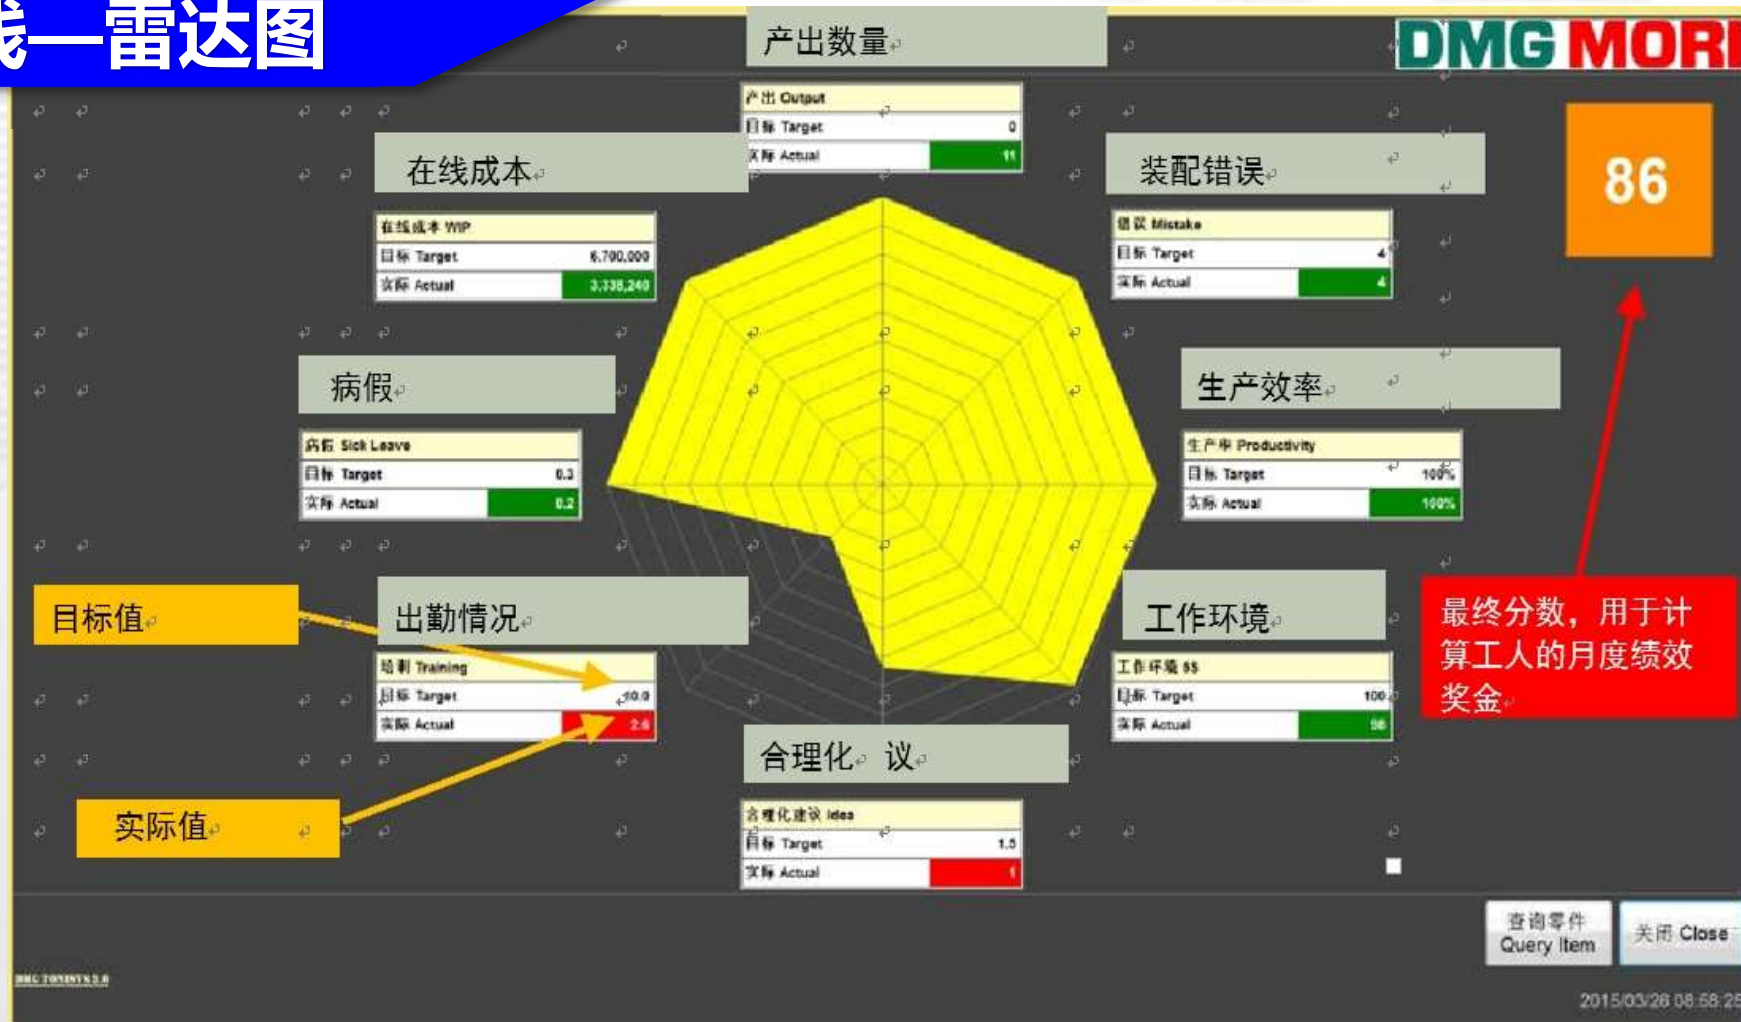 线—雷达图
产出数量
DMG MORI
产出 Output
目标 Target 0
实际 Actual 11
在线成本
装配错误
86
在线成本 WIP
目标 Target 6,700,000
实际 Actual 3,338,240
错误 Mistake
目标 Target 4
实际 Actual 4
病假
生产效率
病假 Sick Leave
目标 Target 0.3
实际 Actual 0.2
生产率 Productivity
目标 Target 100%
实际 Actual 100%
目标值
出勤情况
工作环境
最终分数，用于计
算工人的月度绩效
奖金
培训 Training
目标 Target 10.0
实际 Actual 2.6
工作环境 5S
目标 Target 100
实际 Actual 98
合理化 议
实际值
合理化建议 Idea
目标 Target 1.5
实际 Actual 1
查询零件
Query Item
关闭 Close
2015/03/26 08:58:25